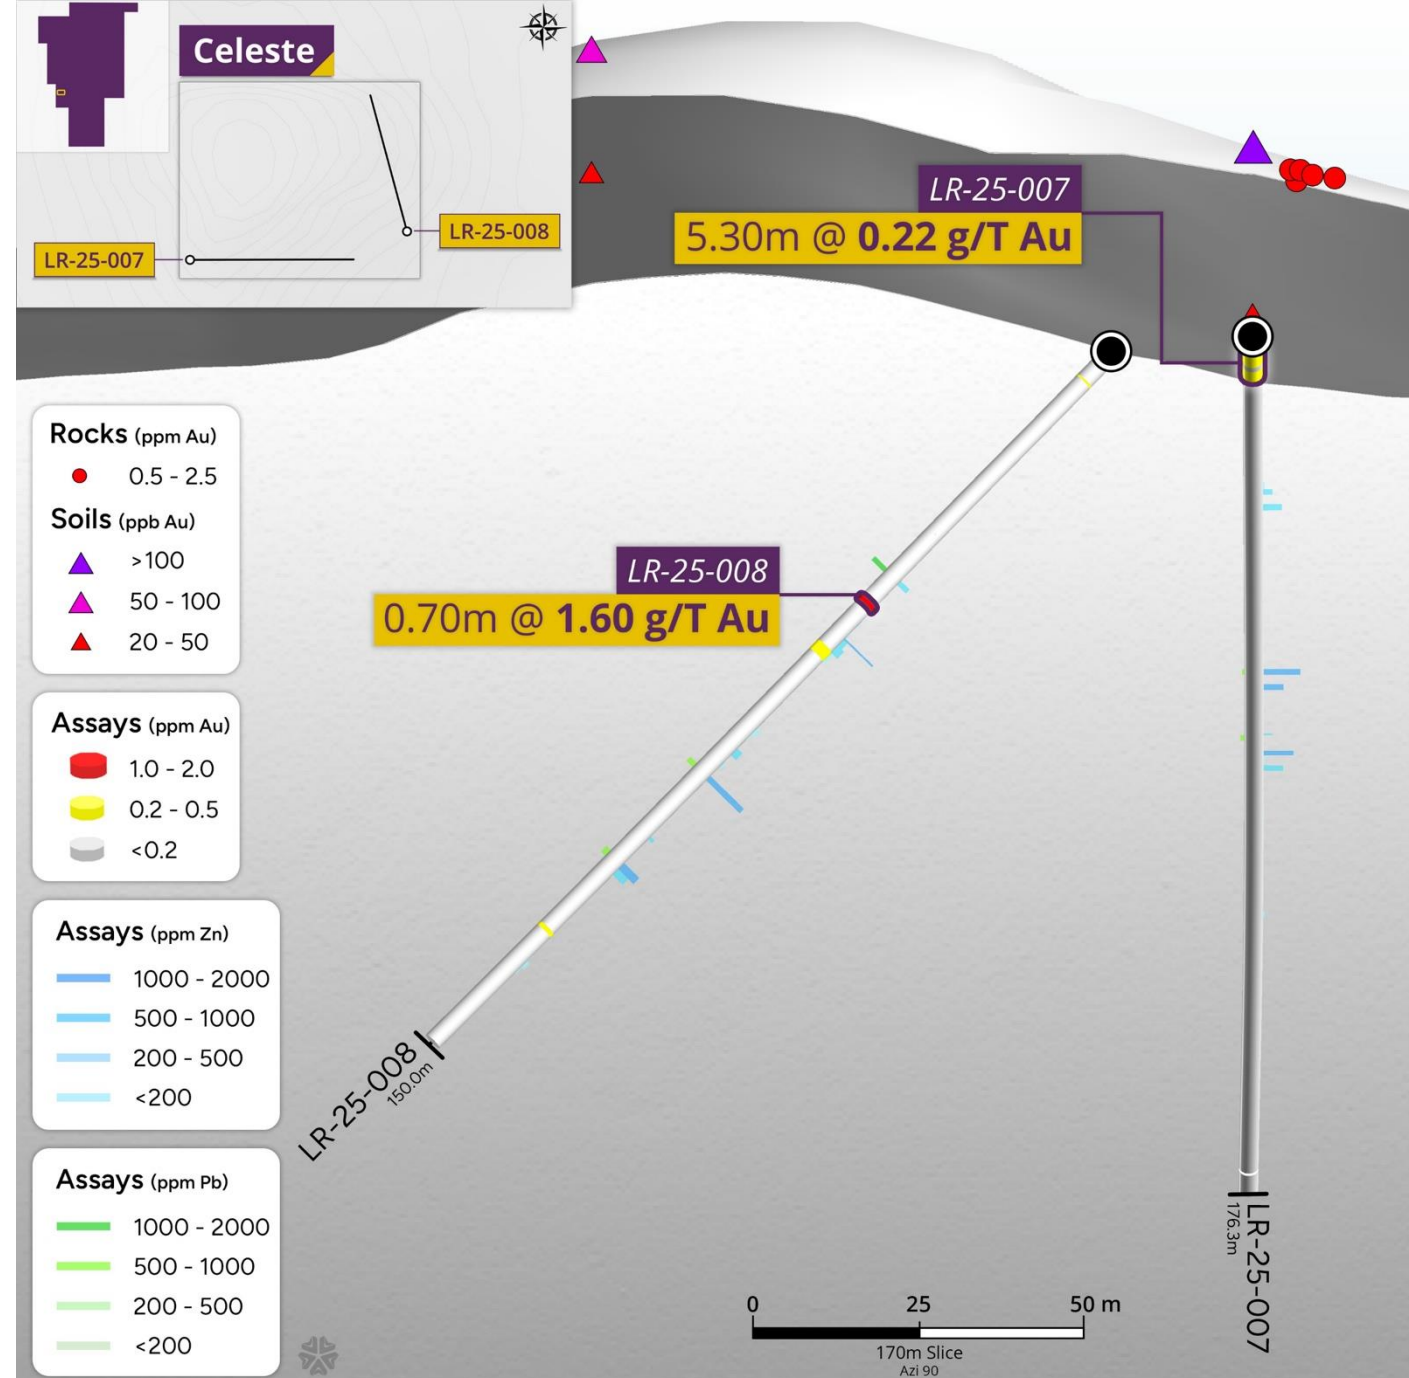 Celeste
LR-25-008
LR-25-007
LR-25-007
5.30m @ 0.22 g/T Au
LR-25-008
0.70m @ 1.60 g/T Au
Rocks (ppm Au)
0.5 - 2.5
Soils (ppb Au)
>100
50 - 100
20 - 50
Assays (ppm Au)
1.0 - 2.0
0.2 - 0.5
<0.2
Assays (ppm Zn)
1000 - 2000
500 - 1000
200 - 500
<200
Assays (ppm Pb)
1000 - 2000
500 - 1000
200 - 500
<200
LR-25-008
150.0m
LR-25-007
176.3m
0 25 50 m
170m Slice
Azi 90